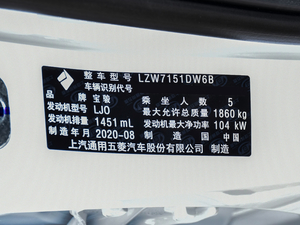 整车型号 LZW7151DW6B
车辆识别代号
品牌 宝骏 乘坐人数 5
发动机型号 LJO 最大允许总质量 1860 kg
发动机排量 1451 mL 发动机最大净功率 104 kW
制造年月 2020-08 制造国 中国
上汽通用五菱汽车股份有限公司 制造